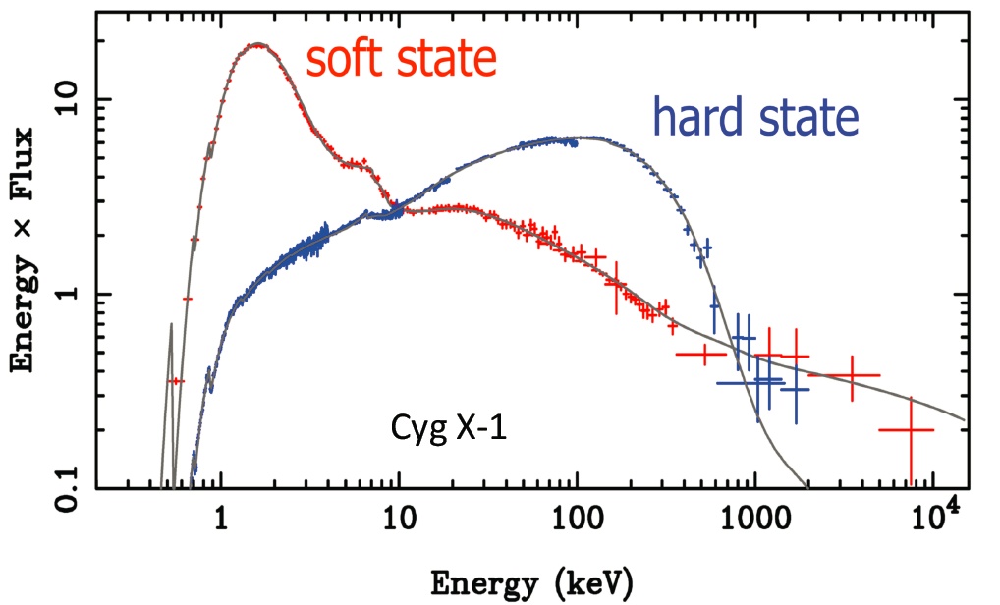 soft state
hard state
Cyg X-1
Energy × Flux
10
1
0.1
1 10 100 1000 10⁴
Energy (keV)